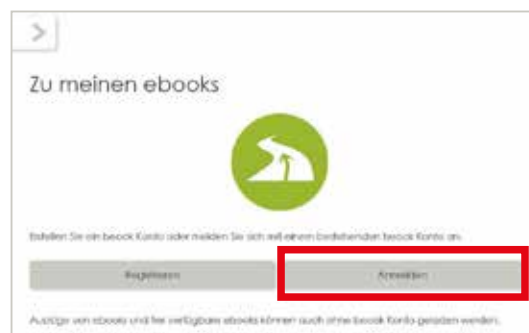 Zu meinen ebooks
Erstellen Sie ein beook Konto oder melden Sie sich mit einem bestehenden beook Konto an.
Registrieren
Anmelden
Auszüge von ebooks und frei verfügbare ebooks können auch ohne beook Konto geladen werden.